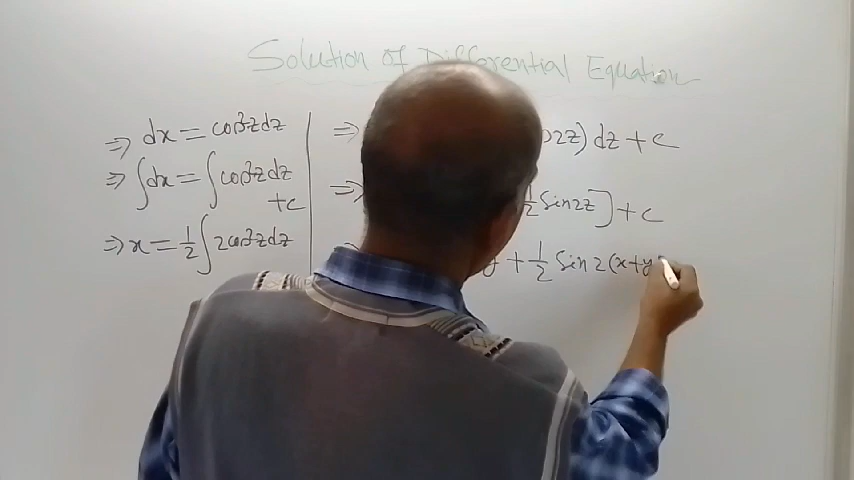 Solution of Differential Equation
⇒ dx = cos²z dz
⇒ ∫dx = ∫cos²z dz
+c
⇒ x = 1/2 ∫ 2cos²z dz
⇒ os2z) dz + c
⇒ 1/2 sin2z] + c
y + 1/2 sin 2(x+y)